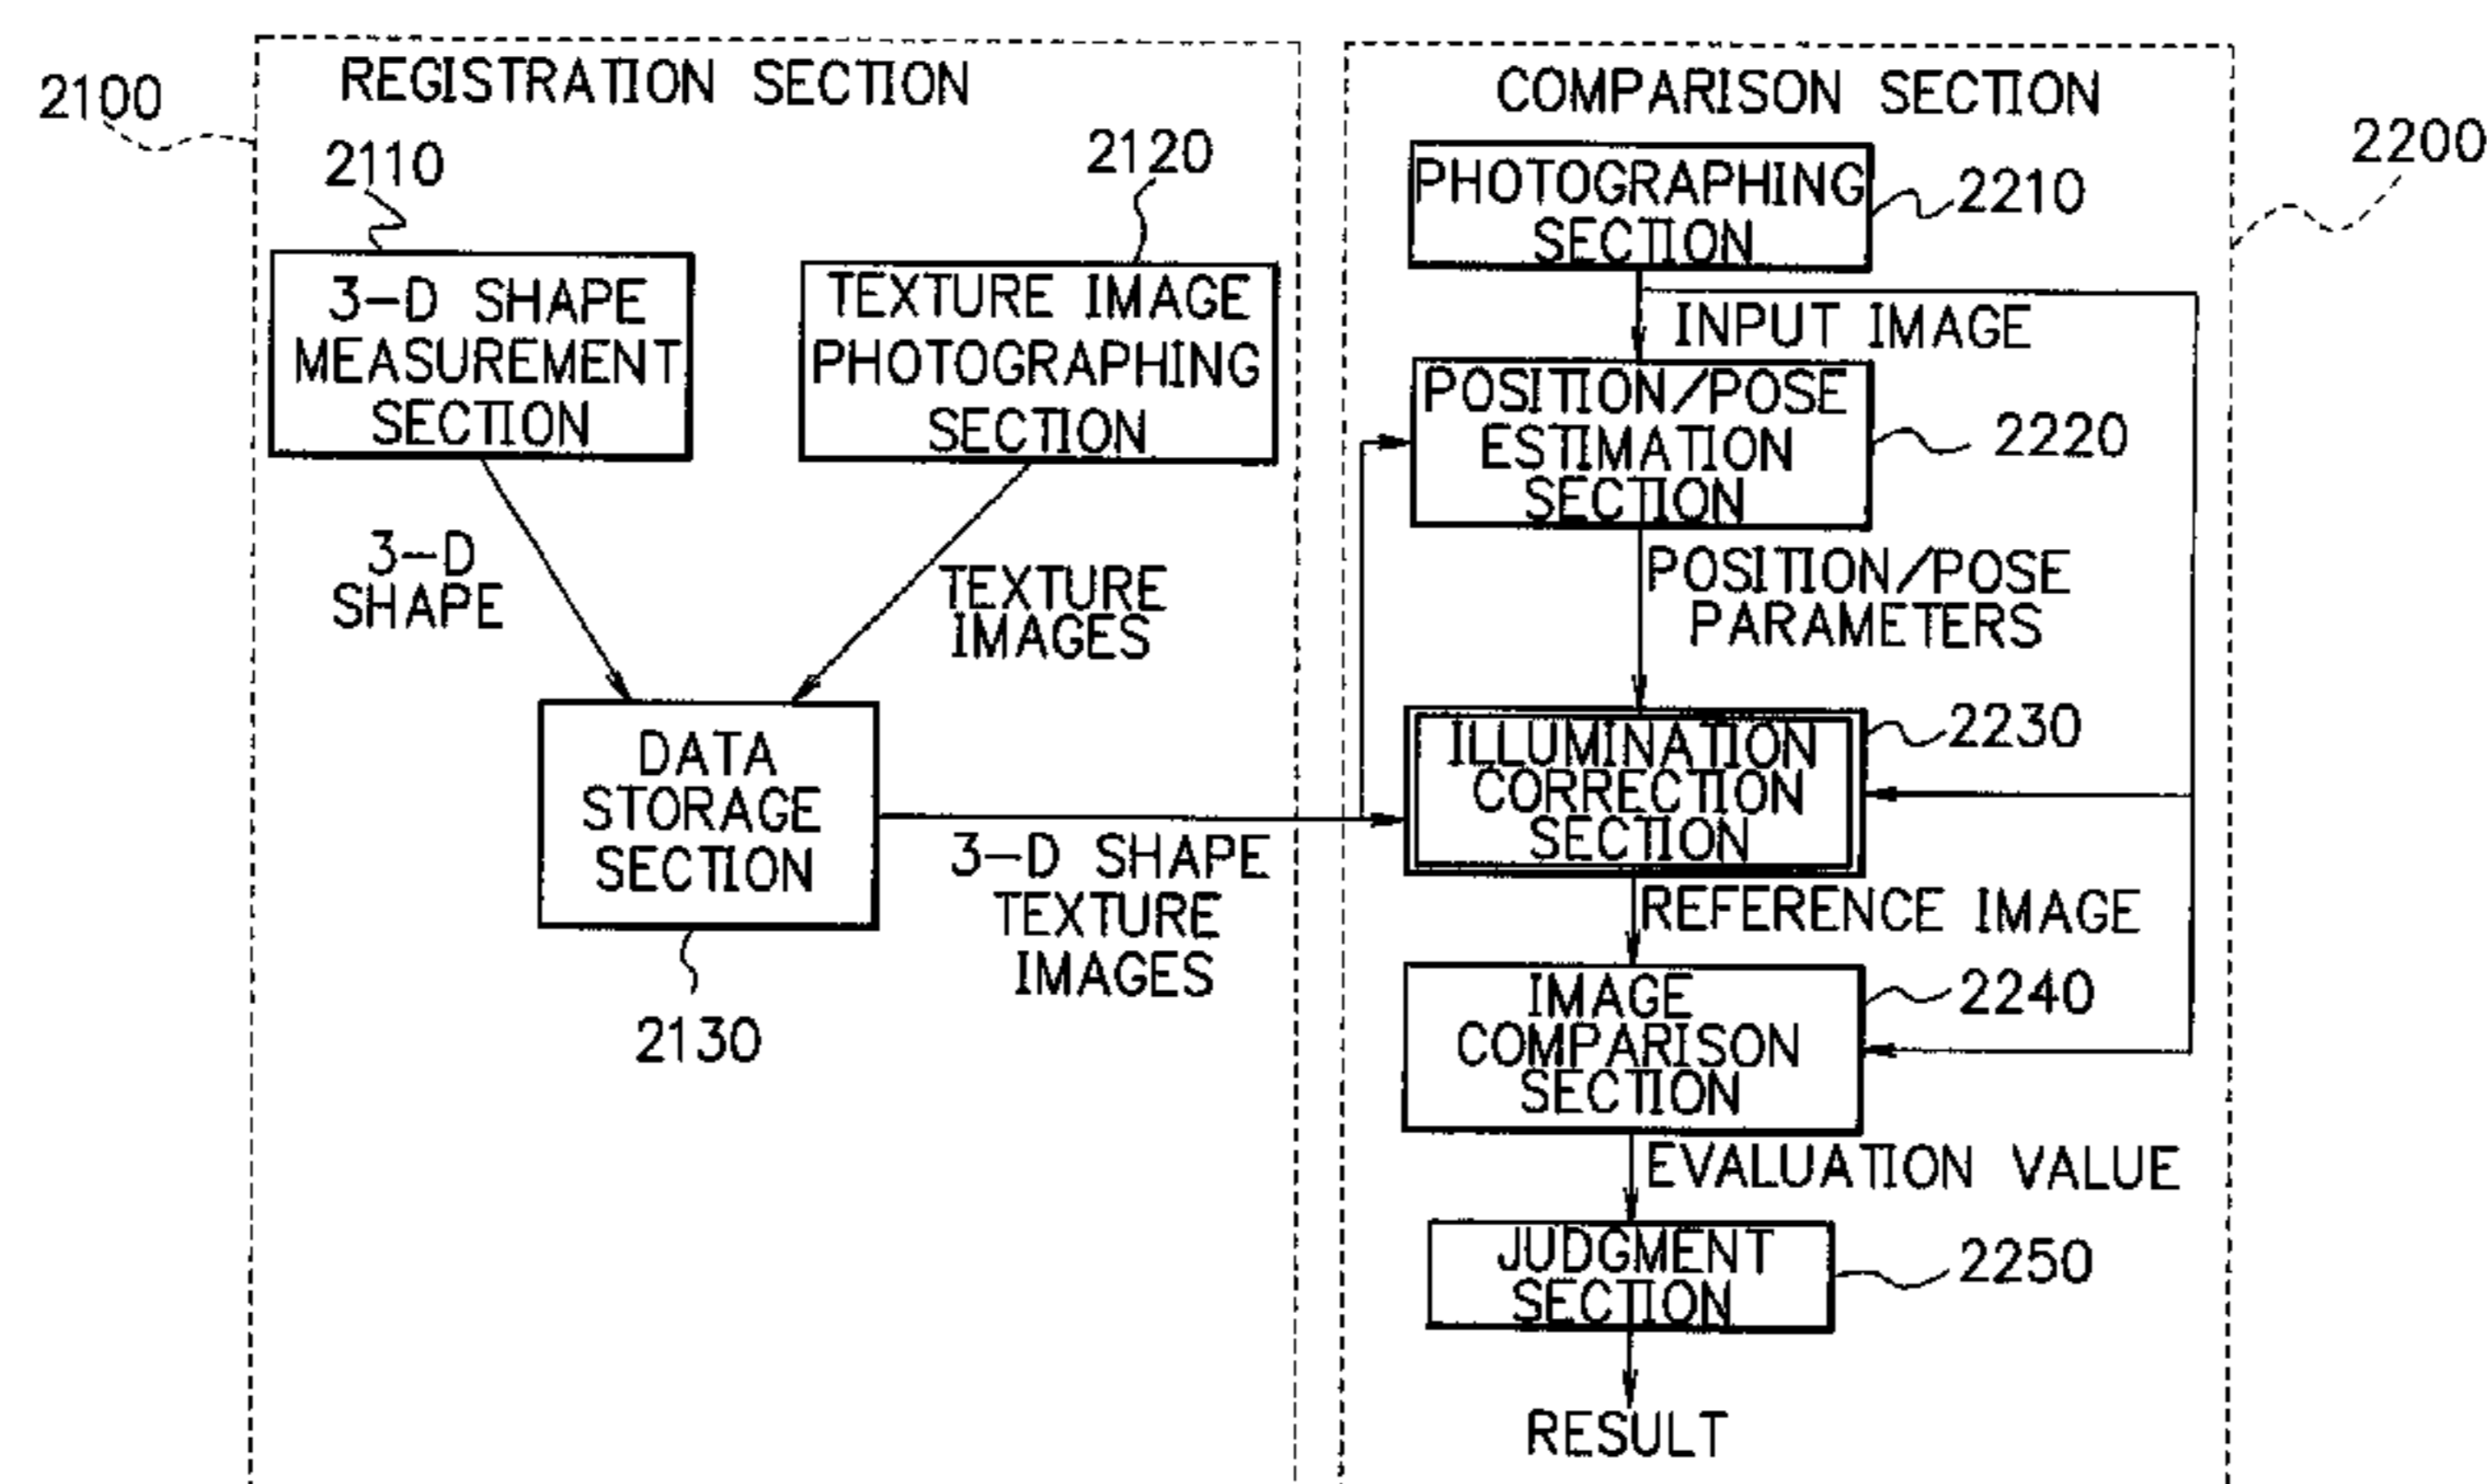 2100
REGISTRATION SECTION
2110
2120
3-D SHAPE
MEASUREMENT
SECTION
TEXTURE IMAGE
PHOTOGRAPHING
SECTION
3-D
SHAPE
TEXTURE
IMAGES
DATA
STORAGE
SECTION
2130
3-D SHAPE
TEXTURE
IMAGES
COMPARISON SECTION
2200
PHOTOGRAPHING
SECTION
2210
INPUT IMAGE
POSITION/POSE
ESTIMATION
SECTION
2220
POSITION/POSE
PARAMETERS
ILLUMINATION
CORRECTION
SECTION
2230
REFERENCE IMAGE
IMAGE
COMPARISON
SECTION
2240
EVALUATION VALUE
JUDGMENT
SECTION
2250
RESULT